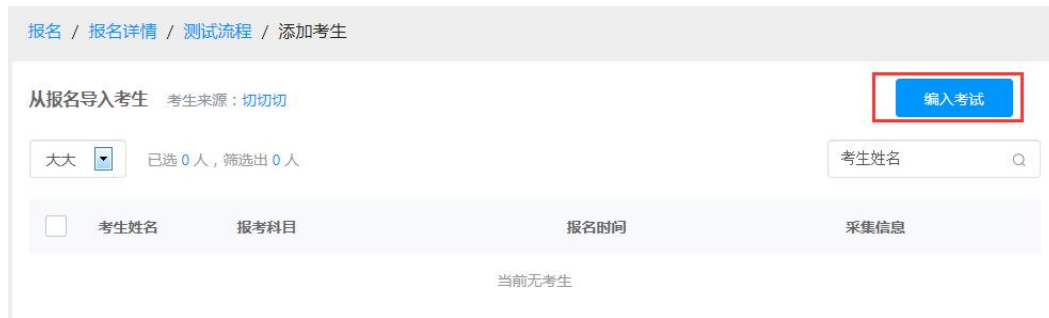 报名 / 报名详情 / 测试流程 / 添加考生
从报名导入考生 考生来源：切切切 编入考试
大大 已选 0 人，筛选出 0 人 考生姓名
考生姓名 报考科目 报名时间 采集信息
当前无考生